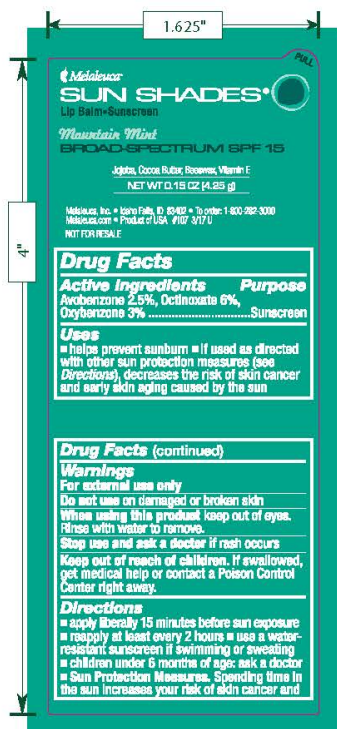 1.625"
4"
PULL
Melaleuca®
SUN SHADES®
Lip Balm•Sunscreen
Mountain Mint
BROAD-SPECTRUM SPF 15
Jojoba, Cocoa Butter, Beeswax, Vitamin E
NET WT 0.15 OZ (4.25 g)
Melaleuca, Inc. • Idaho Falls, ID 83402 • To order: 1-800-282-3000
Melaleuca.com • Product of USA #107 3/17 U
NOT FOR RESALE
Drug Facts
Active Ingredients Purpose
Avobenzone 2.5%, Octinoxate 6%,
Oxybenzone 3% ..............................Sunscreen
Uses
■ helps prevent sunburn ■ if used as directed
with other sun protection measures (see
Directions), decreases the risk of skin cancer
and early skin aging caused by the sun
Drug Facts (continued)
Warnings
For external use only
Do not use on damaged or broken skin
When using this product keep out of eyes.
Rinse with water to remove.
Stop use and ask a doctor if rash occurs
Keep out of reach of children. If swallowed,
get medical help or contact a Poison Control
Center right away.
Directions
■ apply liberally 15 minutes before sun exposure
■ reapply at least every 2 hours ■ use a water-
resistant sunscreen if swimming or sweating
■ children under 6 months of age: ask a doctor
■ Sun Protection Measures. Spending time in
the sun increases your risk of skin cancer and